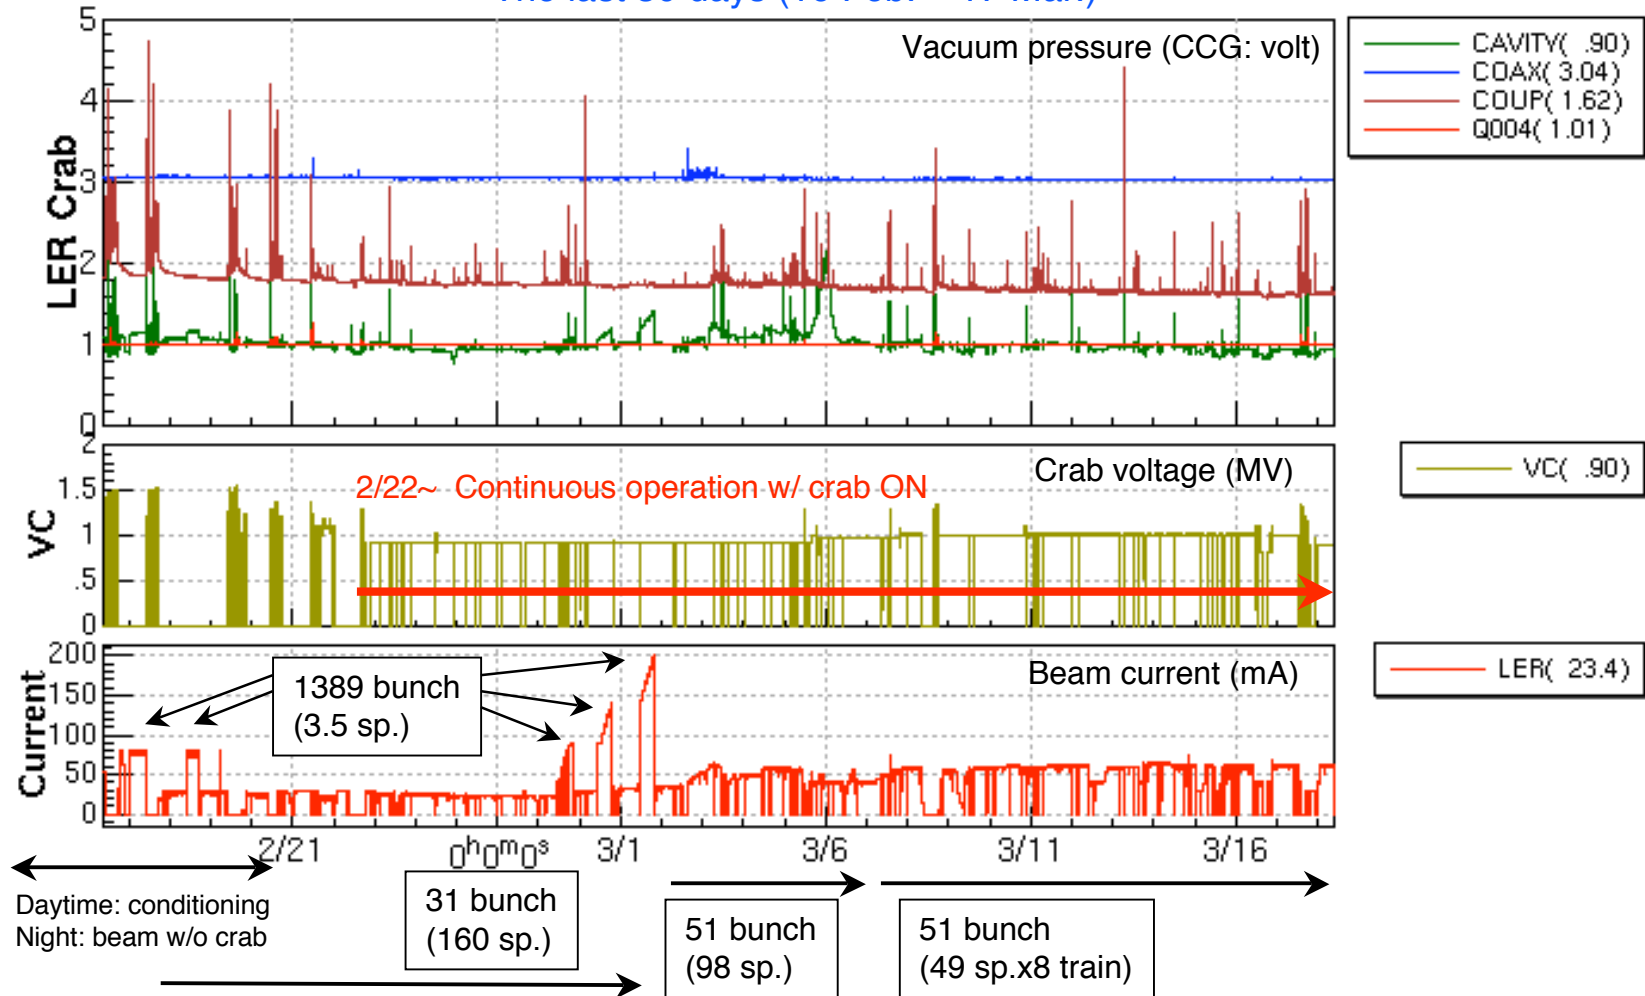 5
Vacuum pressure (CCG: volt)
4
3
2
1
0
LER Crab
CAVITY( .90)
COAX( 3.04)
COUP( 1.62)
Q004( 1.01)
2
1.5
1
.5
0
VC
Crab voltage (MV)
2/22~ Continuous operation w/ crab ON
VC( .90)
200
150
100
50
0
Current
Beam current (mA)
1389 bunch
(3.5 sp.)
LER( 23.4)
2/21 0h0m0s 3/1 3/6 3/11 3/16
Daytime: conditioning
Night: beam w/o crab
31 bunch
(160 sp.)
51 bunch
(98 sp.)
51 bunch
(49 sp.x8 train)